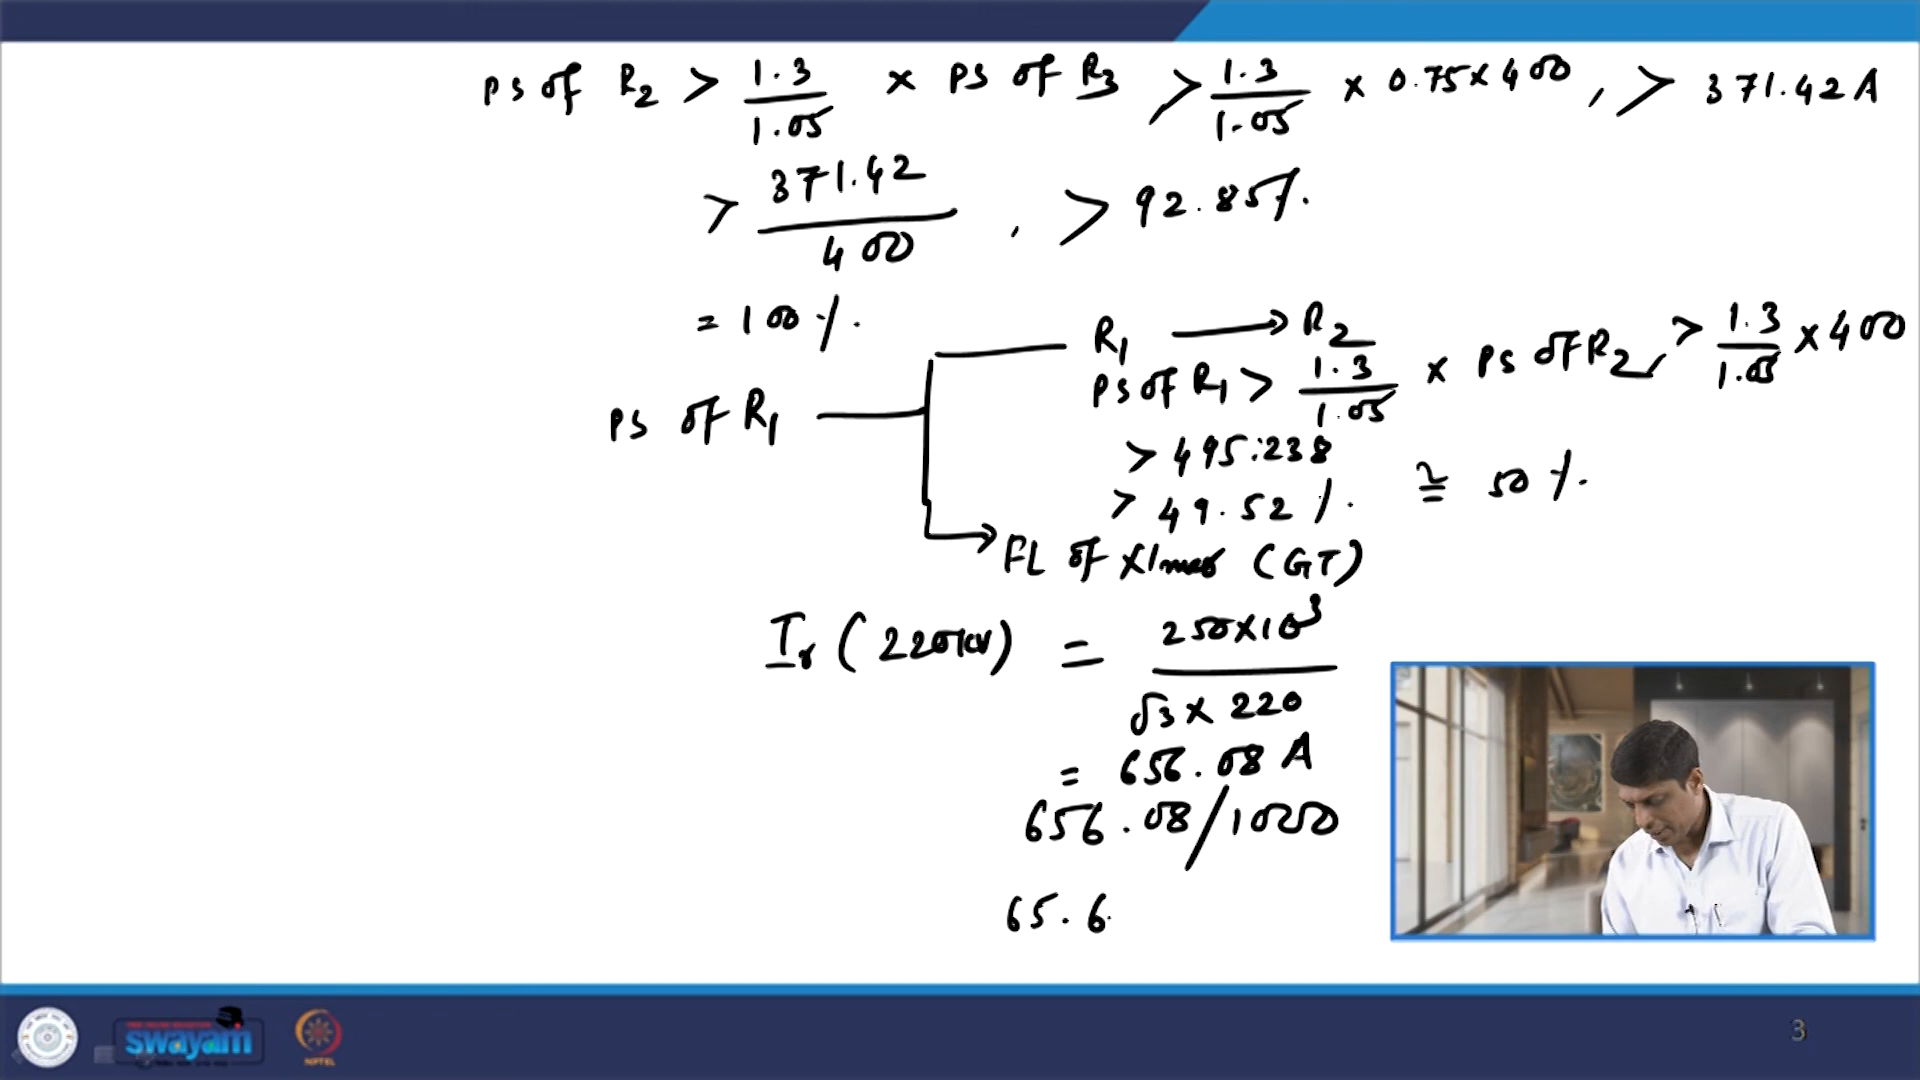 PS of R2 > 1.3/1.05 × PS of R3 > 1.3/1.05 × 0.75×400, > 371.42A
> 371.42/400, > 92.85%.
= 100%.
R1 → R2
PS of R1
PS of R1 > 1.3/1.05 × PS of R2, > 1.3/1.05 × 400
> 495.238
> 49.52%. ≅ 50%.
FL of X/mer (GT)
Ir (220kV) = 250×10³/√3 × 220
= 656.08 A
656.08/1000
65.6
swayam
NPTEL
3